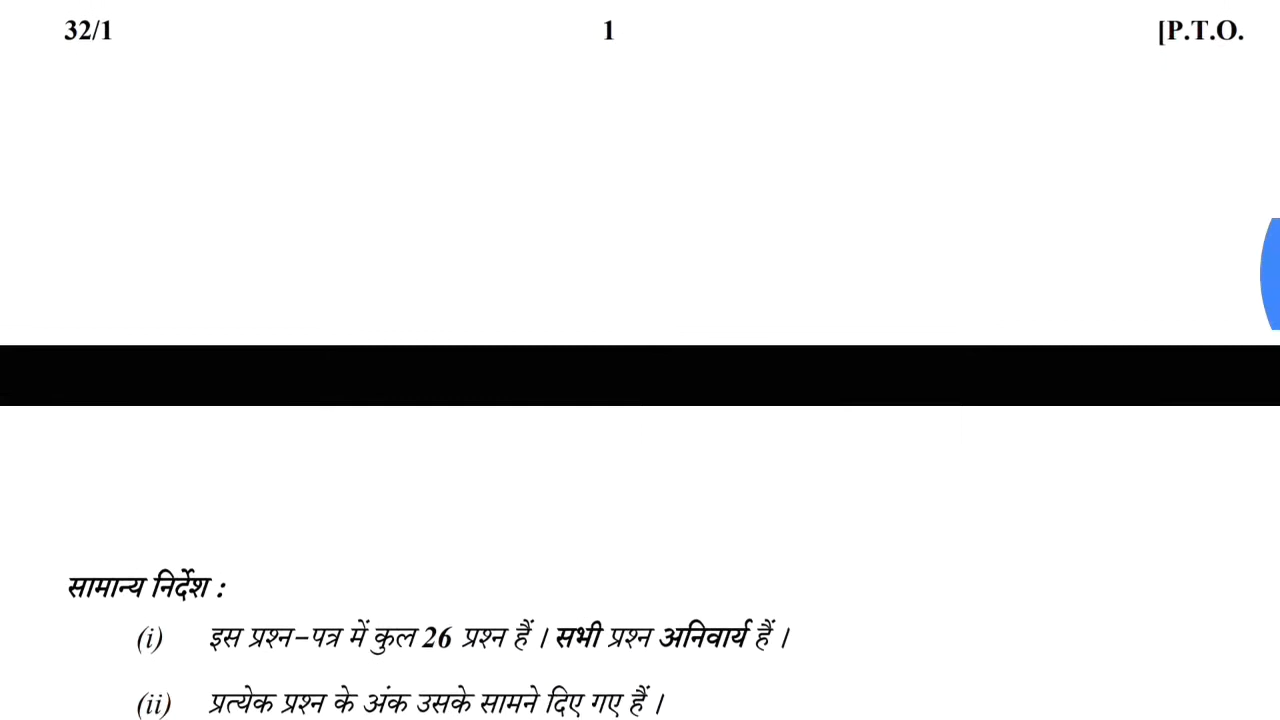 32/1 1 [P.T.O.
सामान्य निर्देश :
(i) इस प्रश्न-पत्र में कुल 26 प्रश्न हैं । सभी प्रश्न अनिवार्य हैं ।
(ii) प्रत्येक प्रश्न के अंक उसके सामने दिए गए हैं ।